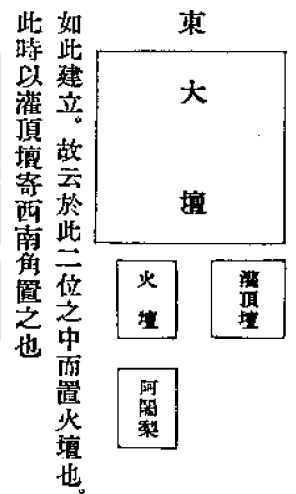 東
大壇
灌頂壇
火壇
阿闍梨
如此建立。故云於此二位之中而置火壇也。
此時以灌頂壇寄西南角置之也